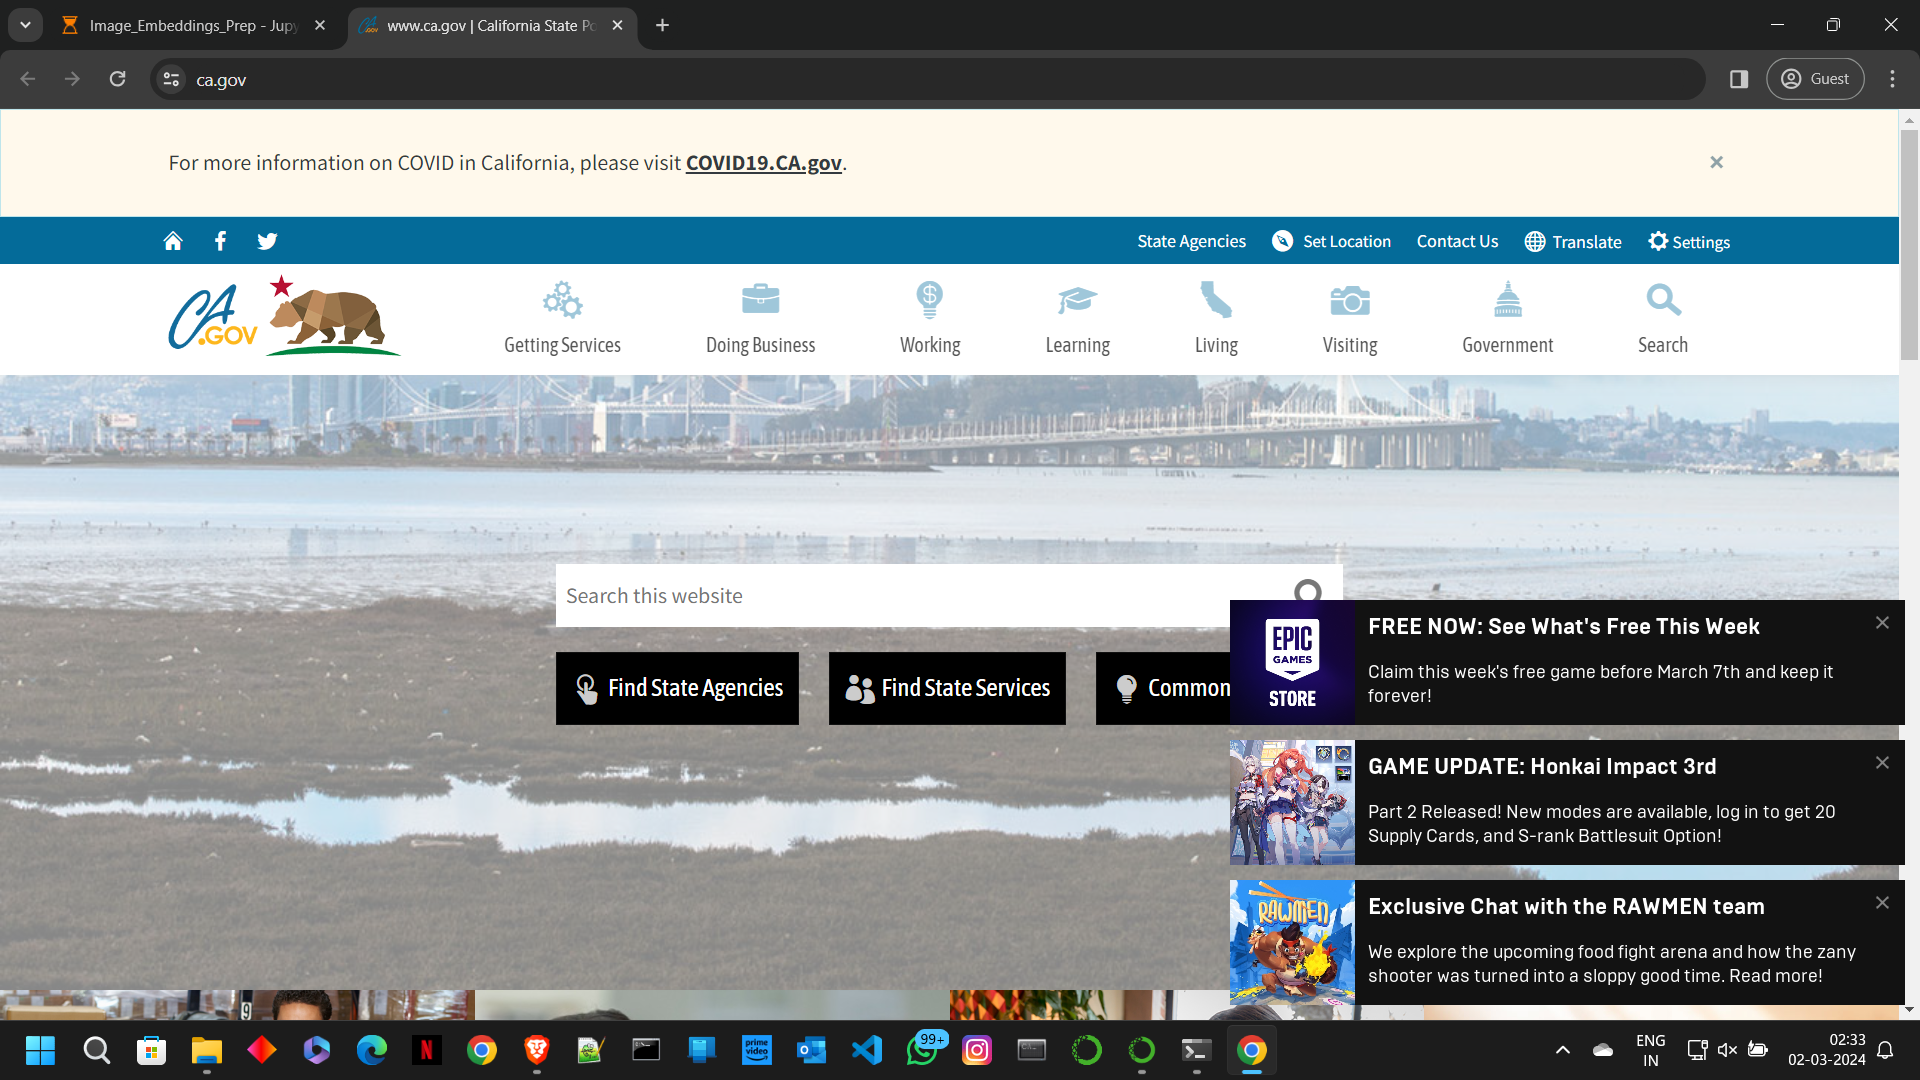 Image_Embeddings_Prep - Jupy
www.ca.gov | California State Po
ca.gov
Guest
For more information on COVID in California, please visit COVID19.CA.gov.
State Agencies
Set Location
Contact Us
Translate
Settings
CA.GOV
Getting Services
Doing Business
Working
Learning
Living
Visiting
Government
Search
Search this website
Find State Agencies
Find State Services
Common
EPIC
GAMES
STORE
FREE NOW: See What's Free This Week
Claim this week's free game before March 7th and keep it
forever!
GAME UPDATE: Honkai Impact 3rd
Part 2 Released! New modes are available, log in to get 20
Supply Cards, and S-rank Battlesuit Option!
RAWMEN
Exclusive Chat with the RAWMEN team
We explore the upcoming food fight arena and how the zany
shooter was turned into a sloppy good time. Read more!
9
N
prime
video
99+
ENG
IN
02:33
02-03-2024